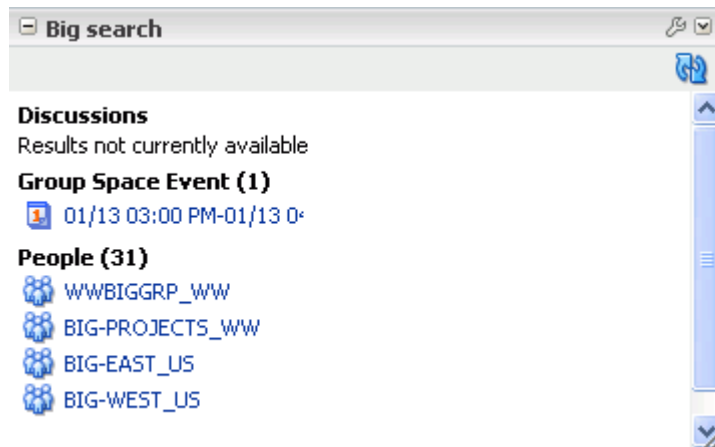 Big search
Discussions
Results not currently available
Group Space Event (1)
01/13 03:00 PM-01/13 04
People (31)
WWBIGGRP_WW
BIG-PROJECTS_WW
BIG-EAST_US
BIG-WEST_US